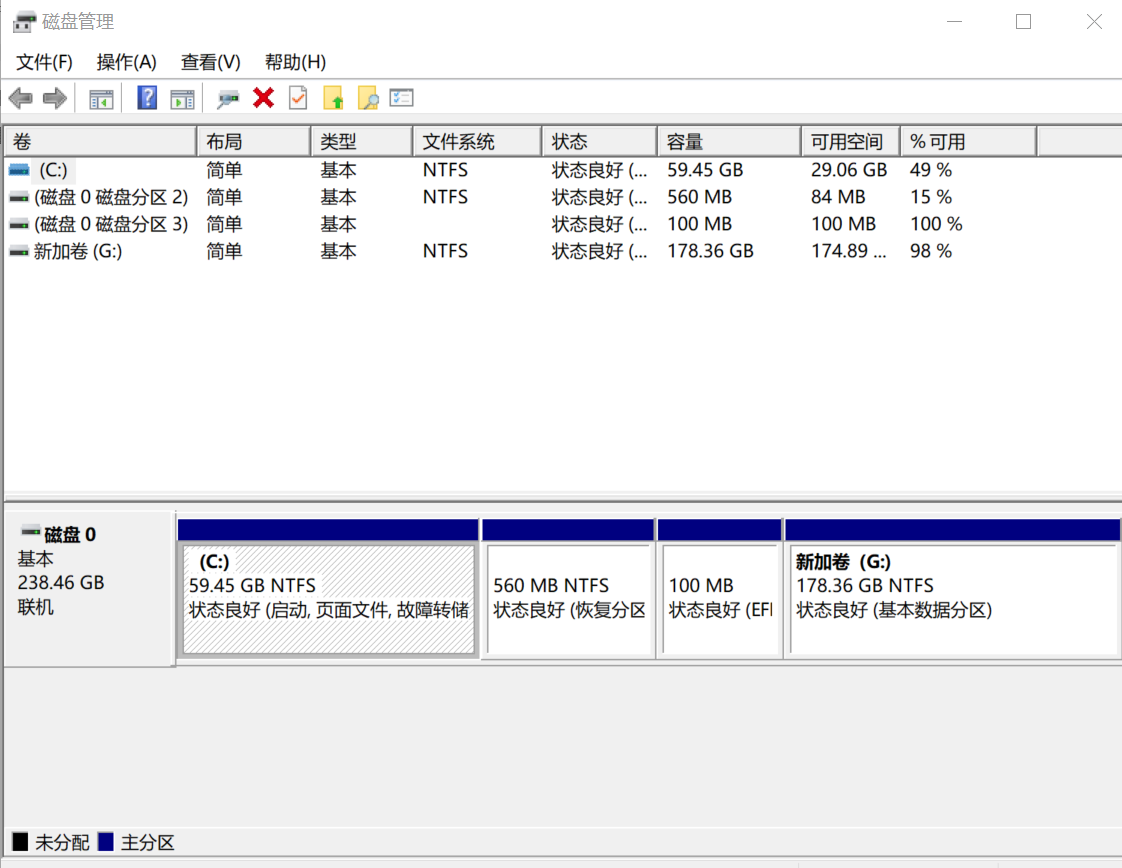 磁盘管理
文件(F) 操作(A) 查看(V) 帮助(H)
卷 布局 类型 文件系统 状态 容量 可用空间 % 可用
(C:) 简单 基本 NTFS 状态良好 (... 59.45 GB 29.06 GB 49 %
(磁盘 0 磁盘分区 2) 简单 基本 NTFS 状态良好 (... 560 MB 84 MB 15 %
(磁盘 0 磁盘分区 3) 简单 基本 状态良好 (... 100 MB 100 MB 100 %
新加卷 (G:) 简单 基本 NTFS 状态良好 (... 178.36 GB 174.89 ... 98 %
磁盘 0
基本
238.46 GB
联机
(C:)
59.45 GB NTFS
状态良好 (启动, 页面文件, 故障转储
560 MB NTFS
状态良好 (恢复分区
100 MB
状态良好 (EFI
新加卷 (G:)
178.36 GB NTFS
状态良好 (基本数据分区)
未分配 主分区